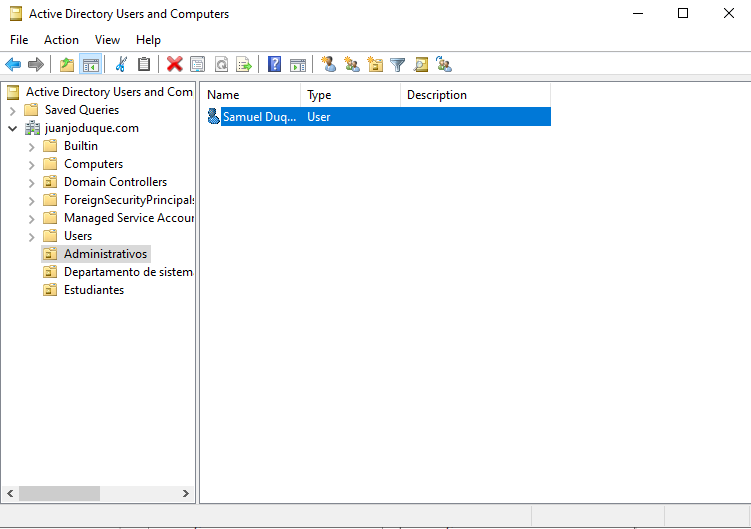 Active Directory Users and Computers
File Action View Help
Active Directory Users and Com
Saved Queries
juanjoduque.com
Builtin
Computers
Domain Controllers
ForeignSecurityPrincipals
Managed Service Accour
Users
Administrativos
Departamento de sistema
Estudiantes
Name Type Description
Samuel Duq... User